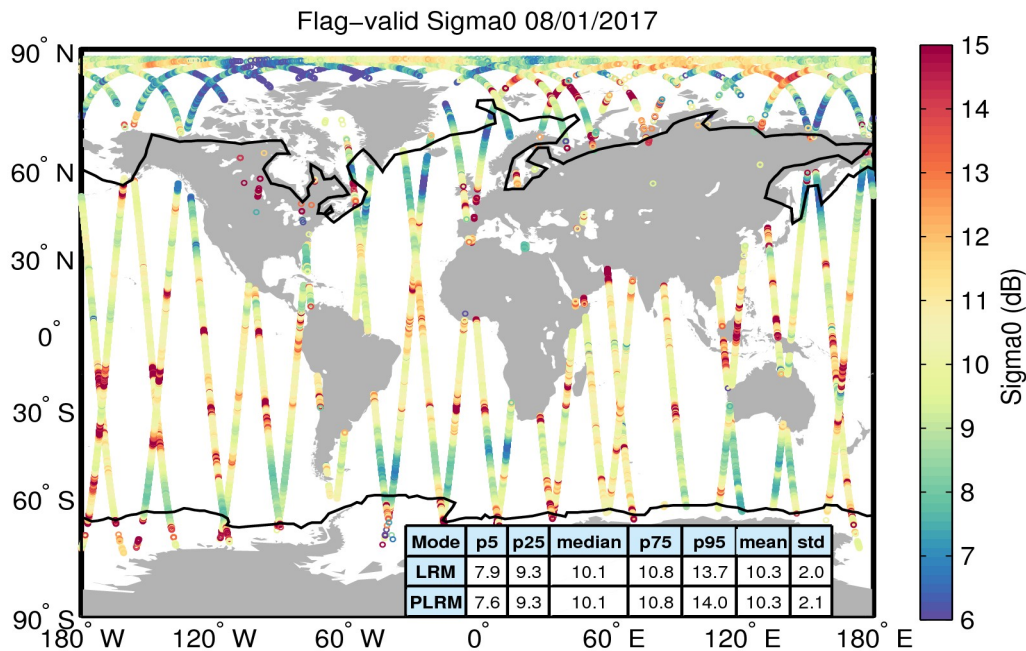 Flag-valid Sigma0 08/01/2017
90° N
60° N
30° N
0°
30° S
60° S
90° S
180° W
120° W
60° W
0°
60° E
120° E
180° E
Mode p5 p25 median p75 p95 mean std
LRM 7.9 9.3 10.1 10.8 13.7 10.3 2.0
PLRM 7.6 9.3 10.1 10.8 14.0 10.3 2.1
15
14
13
12
11
10
9
8
7
6
Sigma0 (dB)